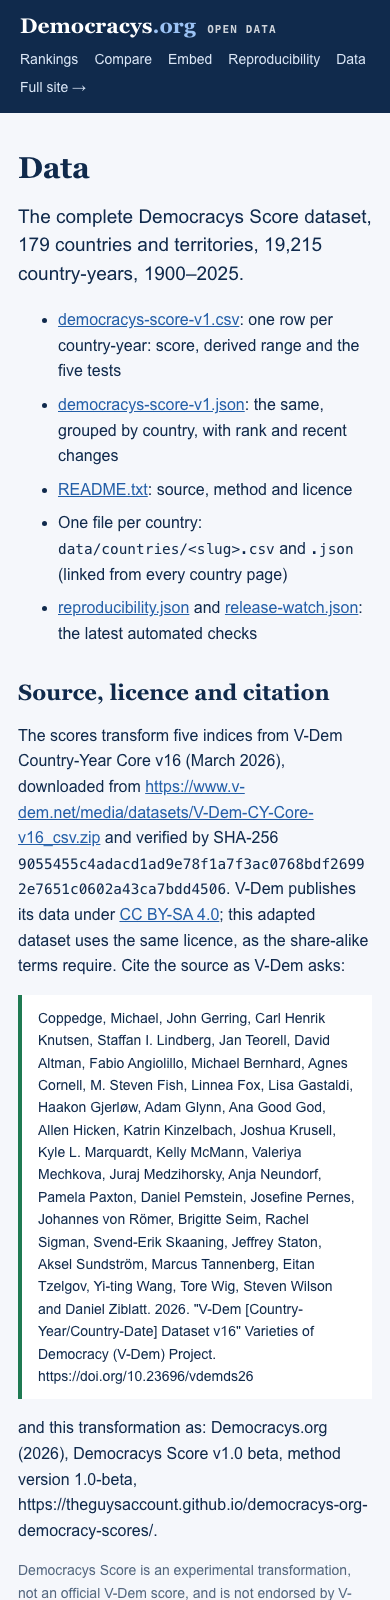 Democracys.org OPEN DATA
Rankings Compare Embed Reproducibility Data
Full site →
Data
The complete Democracys Score dataset,
179 countries and territories, 19,215
country-years, 1900–2025.
• democracys-score-v1.csv: one row per
country-year: score, derived range and the
five tests
• democracys-score-v1.json: the same,
grouped by country, with rank and recent
changes
• README.txt: source, method and licence
• One file per country:
data/countries/<slug>.csv and .json
(linked from every country page)
• reproducibility.json and release-watch.json:
the latest automated checks
Source, licence and citation
The scores transform five indices from V-Dem
Country-Year Core v16 (March 2026),
downloaded from https://www.v-
dem.net/media/datasets/V-Dem-CY-Core-
v16_csv.zip and verified by SHA-256
9055455c4adacd1ad9e78f1a7f3ac0768bdf2699
2e7651c0602a43ca7bdd4506. V-Dem publishes
its data under CC BY-SA 4.0; this adapted
dataset uses the same licence, as the share-alike
terms require. Cite the source as V-Dem asks:
Coppedge, Michael, John Gerring, Carl Henrik
Knutsen, Staffan I. Lindberg, Jan Teorell, David
Altman, Fabio Angiolillo, Michael Bernhard, Agnes
Cornell, M. Steven Fish, Linnea Fox, Lisa Gastaldi,
Haakon Gjerløw, Adam Glynn, Ana Good God,
Allen Hicken, Katrin Kinzelbach, Joshua Krusell,
Kyle L. Marquardt, Kelly McMann, Valeriya
Mechkova, Juraj Medzihorsky, Anja Neundorf,
Pamela Paxton, Daniel Pemstein, Josefine Pernes,
Johannes von Römer, Brigitte Seim, Rachel
Sigman, Svend-Erik Skaaning, Jeffrey Staton,
Aksel Sundström, Marcus Tannenberg, Eitan
Tzelgov, Yi-ting Wang, Tore Wig, Steven Wilson
and Daniel Ziblatt. 2026. "V-Dem [Country-
Year/Country-Date] Dataset v16" Varieties of
Democracy (V-Dem) Project.
https://doi.org/10.23696/vdemds26
and this transformation as: Democracys.org
(2026), Democracys Score v1.0 beta, method
version 1.0-beta,
https://theguysaccount.github.io/democracys-org-
democracy-scores/.
Democracys Score is an experimental transformation,
not an official V-Dem score, and is not endorsed by V-